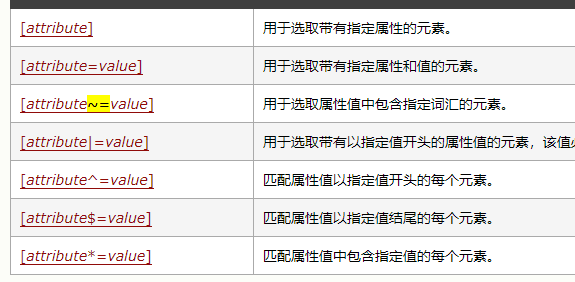 [attribute] 用于选取带有指定属性的元素。
[attribute=value] 用于选取带有指定属性和值的元素。
[attribute~=value] 用于选取属性值中包含指定词汇的元素。
[attribute|=value] 用于选取带有以指定值开头的属性值的元素，该值
[attribute^=value] 匹配属性值以指定值开头的每个元素。
[attribute$=value] 匹配属性值以指定值结尾的每个元素。
[attribute*=value] 匹配属性值中包含指定值的每个元素。